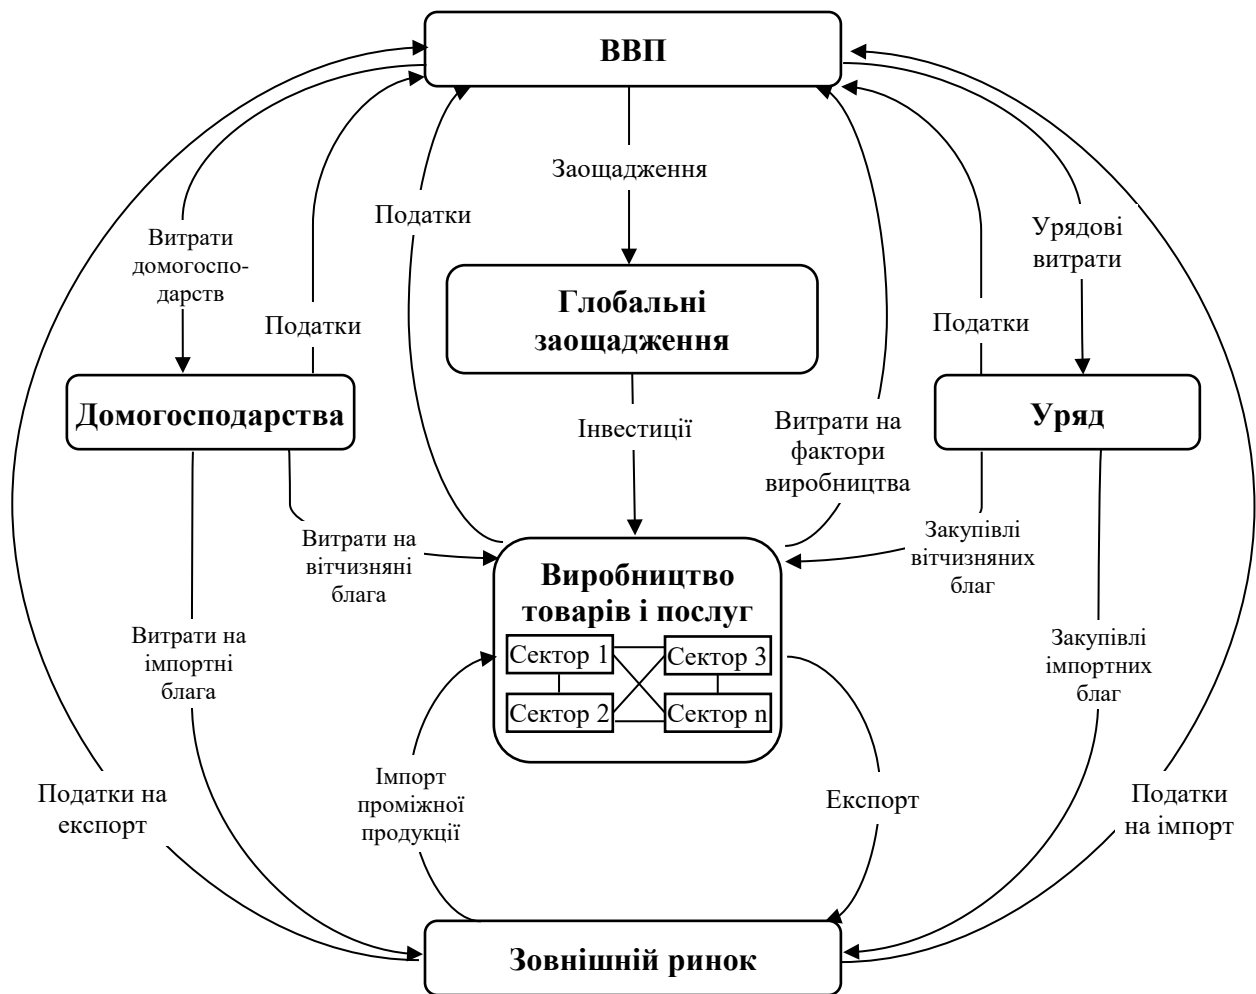 ВВП
Заощадження
Податки
Витрати
домогоспо-
дарств
Урядові
витрати
Глобальні
заощадження
Податки
Податки
Домогосподарства
Інвестиції
Витрати на
фактори
виробництва
Уряд
Витрати на
вітчизняні
блага
Закупівлі
вітчизняних
благ
Виробництво
товарів і послуг
Сектор 1
Сектор 3
Сектор 2
Сектор n
Витрати на
імпортні
блага
Закупівлі
імпортних
благ
Податки на
експорт
Імпорт
проміжної
продукції
Експорт
Податки
на імпорт
Зовнішній ринок